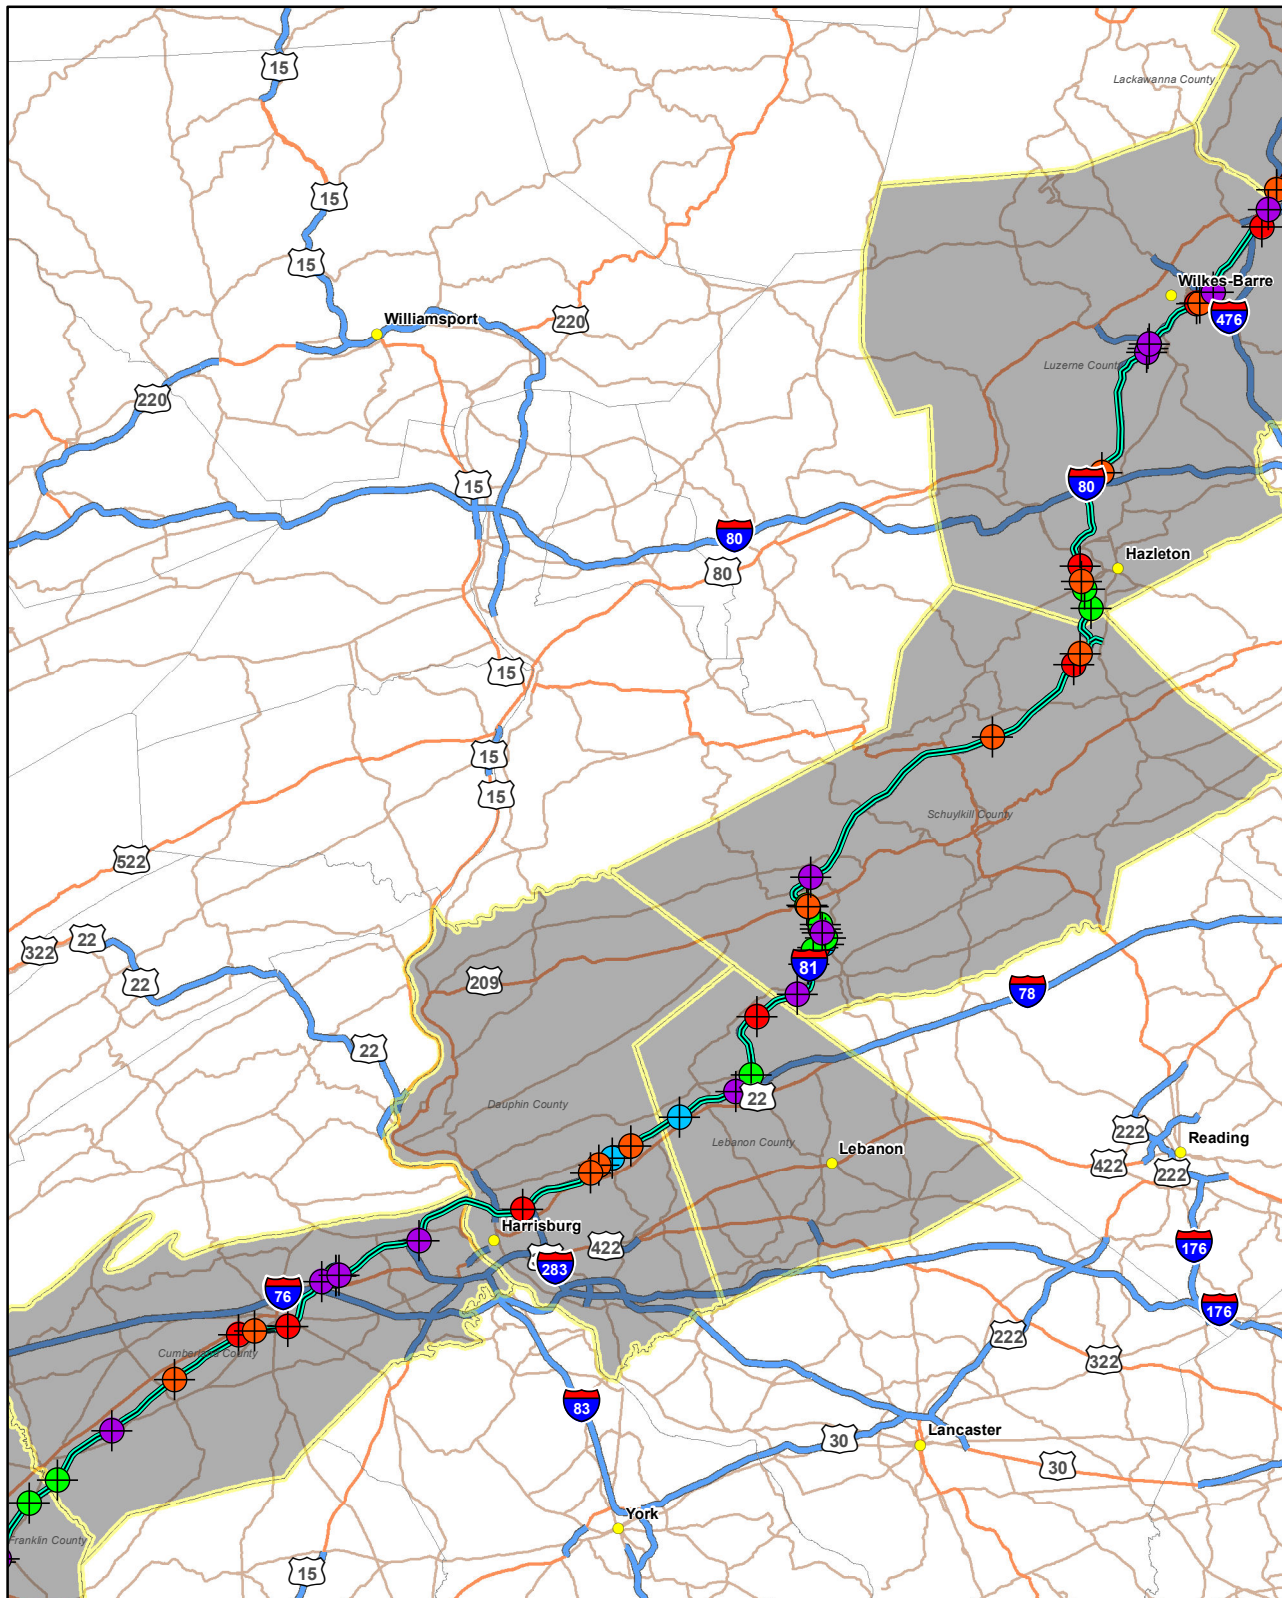 Lackawanna County
15
15
15
Wilkes-Barre
476
Williamsport
220
Luzerne County
220
15
80
80
80
Hazleton
15
15
15
Schuylkill County
522
322
22
22
209
81
78
22
22
Dauphin County
Lebanon County
Lebanon
222
422
222
Reading
Harrisburg
422
283
176
76
176
222
322
Cumberland County
83
30
Lancaster
30
York
Franklin County
15